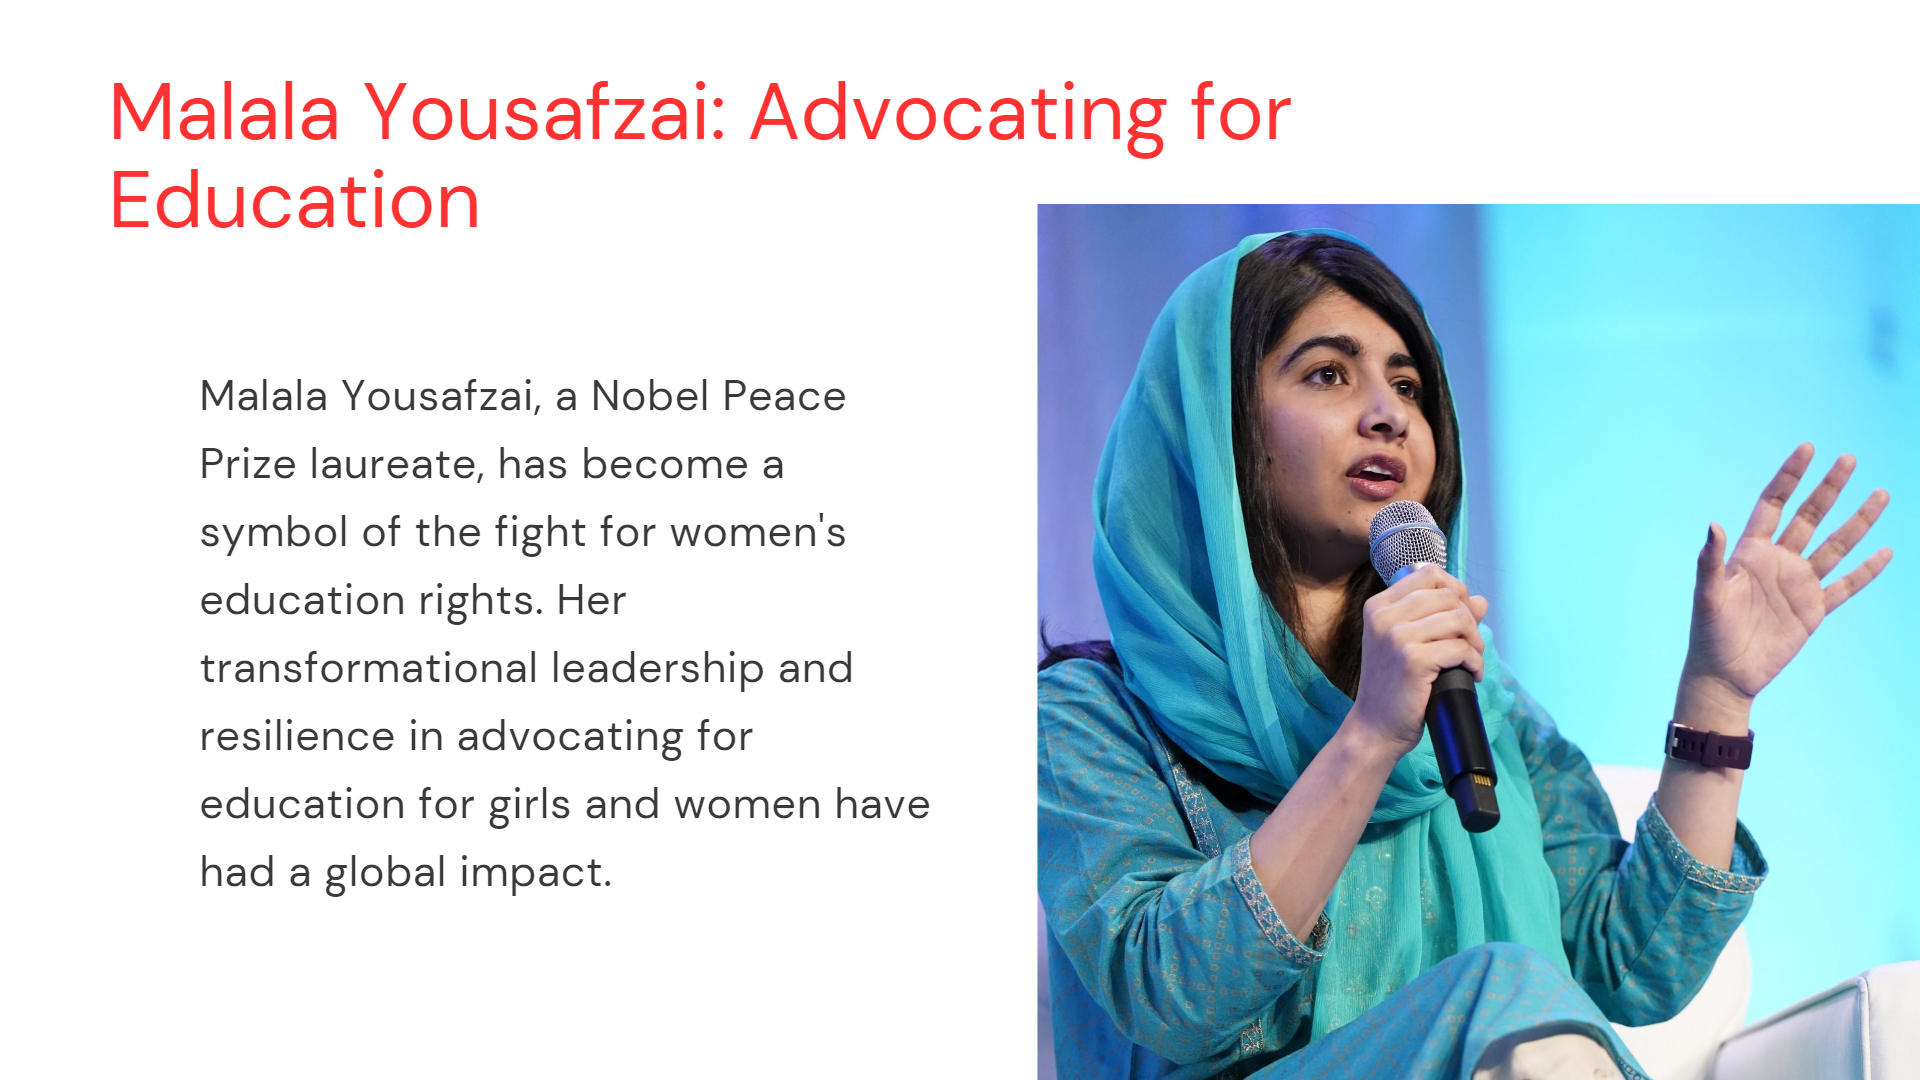 Malala Yousafzai: Advocating for
Education
Malala Yousafzai, a Nobel Peace
Prize laureate, has become a
symbol of the fight for women's
education rights. Her
transformational leadership and
resilience in advocating for
education for girls and women have
had a global impact.